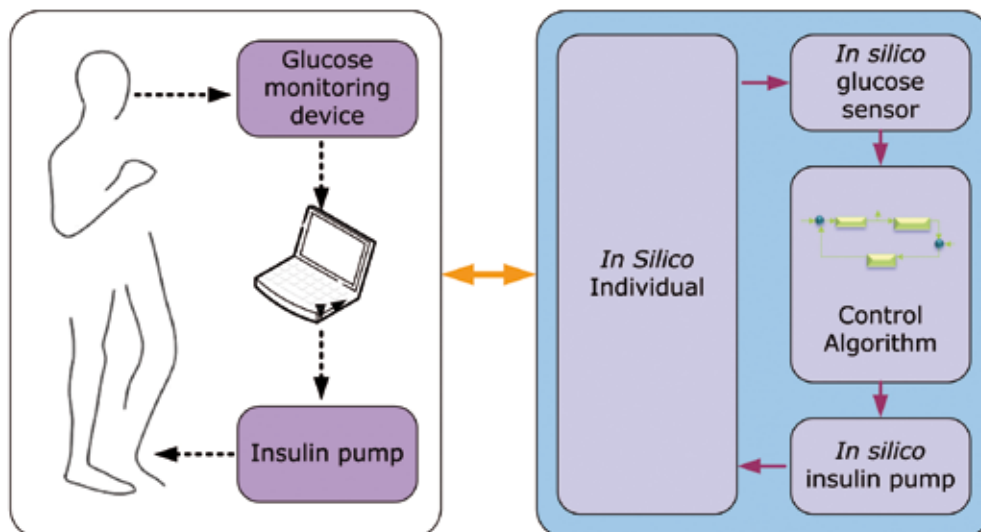 Glucose
monitoring
device
Insulin pump
In Silico
Individual
In silico
glucose
sensor
Control
Algorithm
In silico
insulin pump